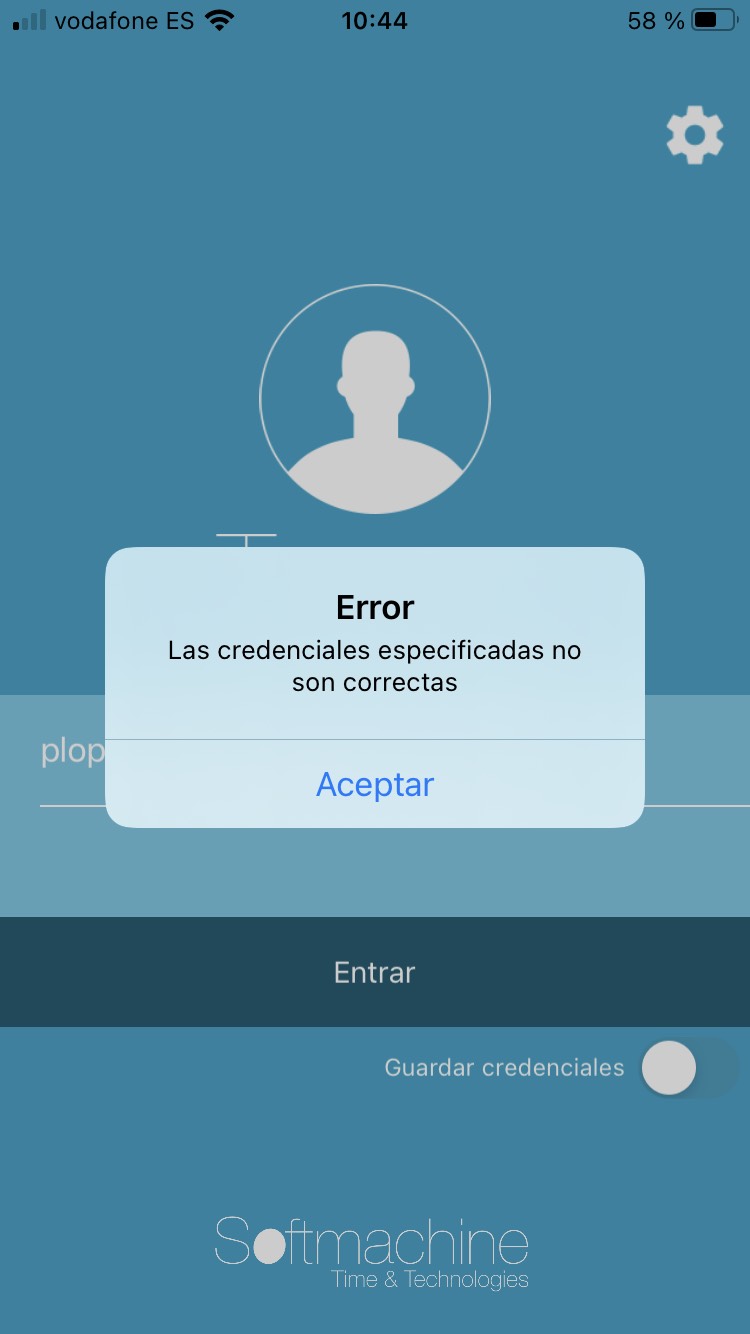 vodafone ES 10:44 58 %
Error
Las credenciales especificadas no
son correctas
plop
Aceptar
Entrar
Guardar credenciales
Softmachine
Time & Technologies